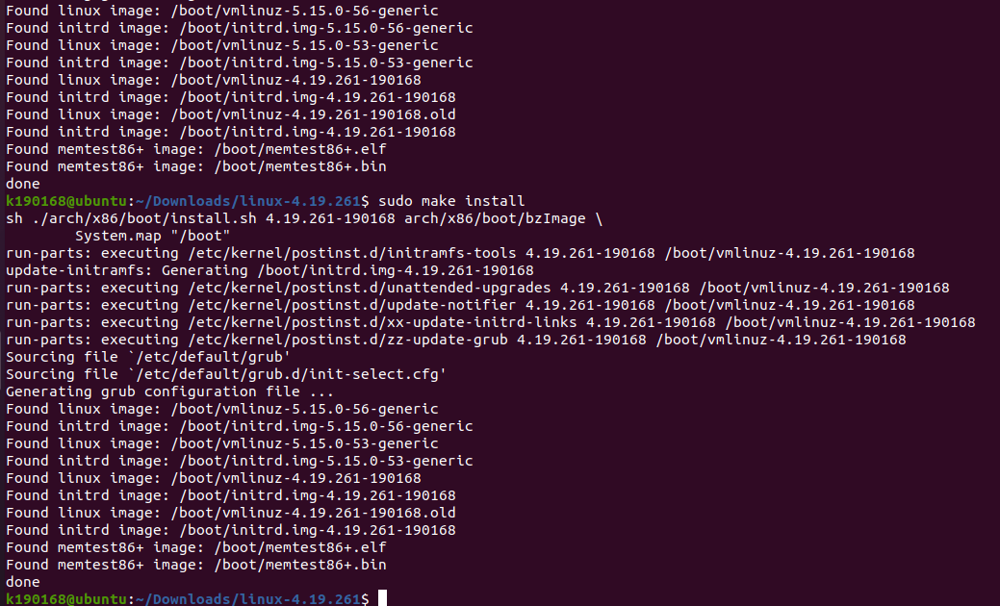 Found linux image: /boot/vmlinuz-5.15.0-56-generic
Found initrd image: /boot/initrd.img-5.15.0-56-generic
Found linux image: /boot/vmlinuz-5.15.0-53-generic
Found initrd image: /boot/initrd.img-5.15.0-53-generic
Found linux image: /boot/vmlinuz-4.19.261-190168
Found initrd image: /boot/initrd.img-4.19.261-190168
Found linux image: /boot/vmlinuz-4.19.261-190168.old
Found initrd image: /boot/initrd.img-4.19.261-190168
Found memtest86+ image: /boot/memtest86+.elf
Found memtest86+ image: /boot/memtest86+.bin
done
k190168@ubuntu:~/Downloads/linux-4.19.261$ sudo make install
sh ./arch/x86/boot/install.sh 4.19.261-190168 arch/x86/boot/bzImage \
        System.map "/boot"
run-parts: executing /etc/kernel/postinst.d/initramfs-tools 4.19.261-190168 /boot/vmlinuz-4.19.261-190168
update-initramfs: Generating /boot/initrd.img-4.19.261-190168
run-parts: executing /etc/kernel/postinst.d/unattended-upgrades 4.19.261-190168 /boot/vmlinuz-4.19.261-190168
run-parts: executing /etc/kernel/postinst.d/update-notifier 4.19.261-190168 /boot/vmlinuz-4.19.261-190168
run-parts: executing /etc/kernel/postinst.d/xx-update-initrd-links 4.19.261-190168 /boot/vmlinuz-4.19.261-190168
run-parts: executing /etc/kernel/postinst.d/zz-update-grub 4.19.261-190168 /boot/vmlinuz-4.19.261-190168
Sourcing file `/etc/default/grub'
Sourcing file `/etc/default/grub.d/init-select.cfg'
Generating grub configuration file ...
Found linux image: /boot/vmlinuz-5.15.0-56-generic
Found initrd image: /boot/initrd.img-5.15.0-56-generic
Found linux image: /boot/vmlinuz-5.15.0-53-generic
Found initrd image: /boot/initrd.img-5.15.0-53-generic
Found linux image: /boot/vmlinuz-4.19.261-190168
Found initrd image: /boot/initrd.img-4.19.261-190168
Found linux image: /boot/vmlinuz-4.19.261-190168.old
Found initrd image: /boot/initrd.img-4.19.261-190168
Found memtest86+ image: /boot/memtest86+.elf
Found memtest86+ image: /boot/memtest86+.bin
done
k190168@ubuntu:~/Downloads/linux-4.19.261$